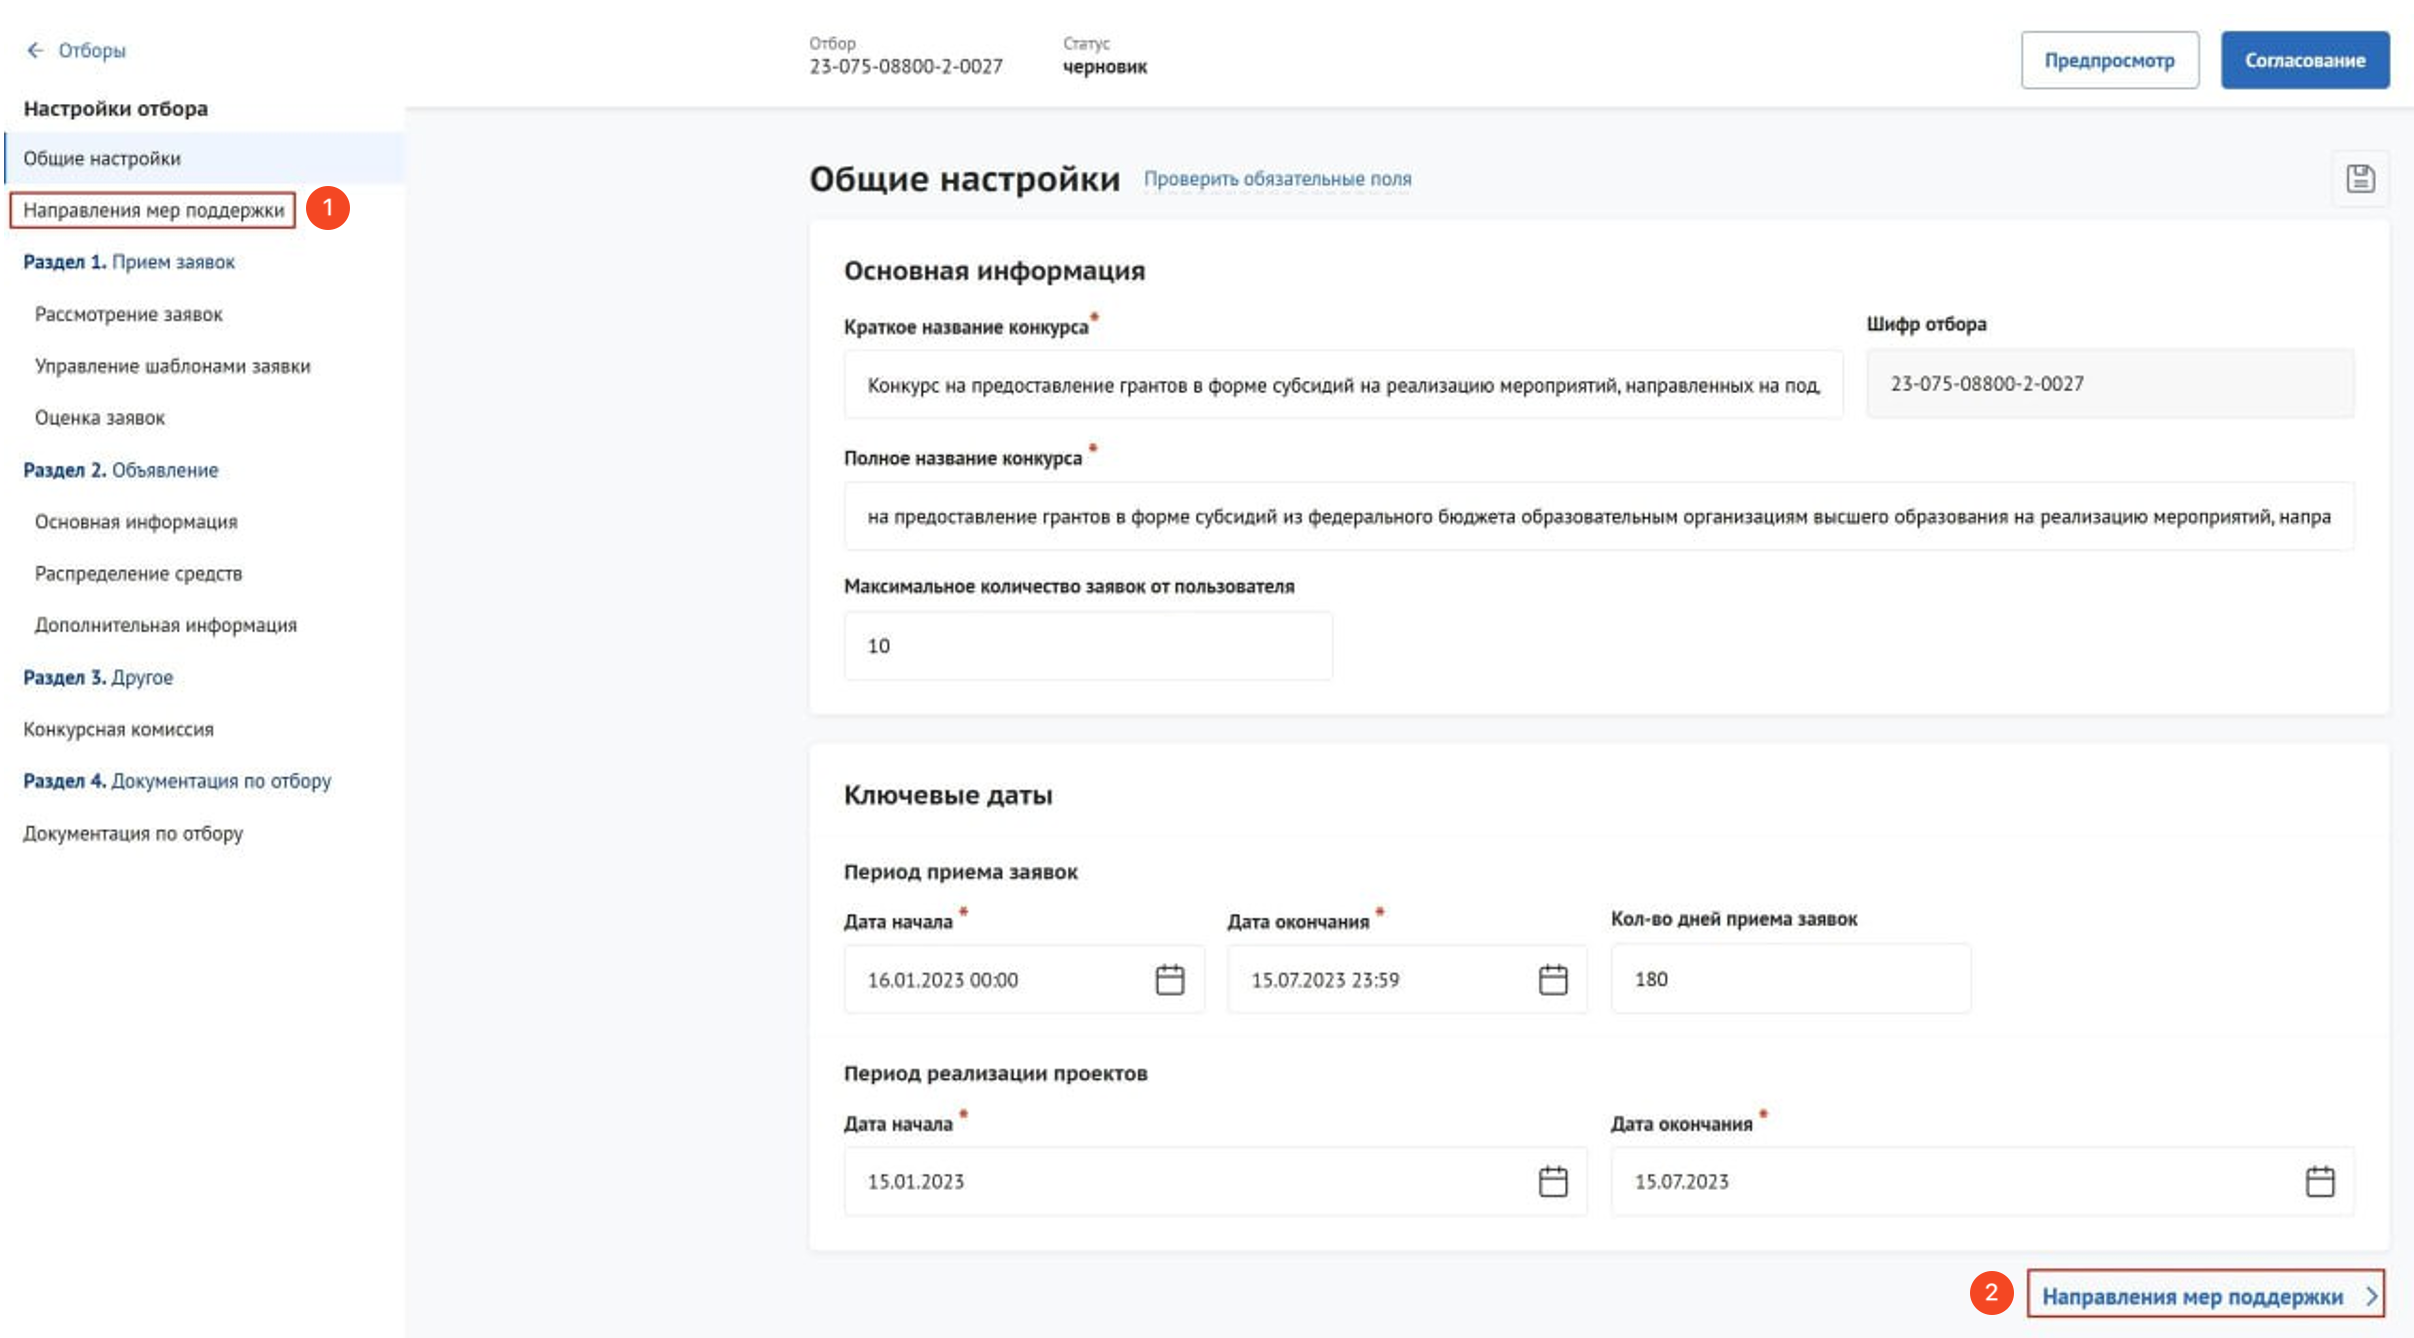 ← Отборы
Настройки отбора
Общие настройки
Направления мер поддержки
1
Раздел 1. Прием заявок
Рассмотрение заявок
Управление шаблонами заявки
Оценка заявок
Раздел 2. Объявление
Основная информация
Распределение средств
Дополнительная информация
Раздел 3. Другое
Конкурсная комиссия
Раздел 4. Документация по отбору
Документация по отбору
Отбор
23-075-08800-2-0027
Статус
черновик
Предпросмотр
Согласование
Общие настройки
Проверить обязательные поля
Основная информация
Краткое название конкурса*
Конкурс на предоставление грантов в форме субсидий на реализацию мероприятий, направленных на под
Шифр отбора
23-075-08800-2-0027
Полное название конкурса *
на предоставление грантов в форме субсидий из федерального бюджета образовательным организациям высшего образования на реализацию мероприятий, напра
Максимальное количество заявок от пользователя
10
Ключевые даты
Период приема заявок
Дата начала *
16.01.2023 00:00
Дата окончания *
15.07.2023 23:59
Кол-во дней приема заявок
180
Период реализации проектов
Дата начала *
15.01.2023
Дата окончания *
15.07.2023
2
Направления мер поддержки >